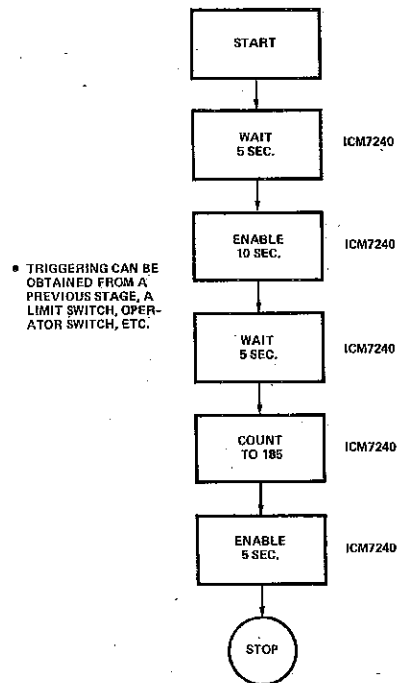 START
WAIT
5 SEC.
ICM7240
ENABLE
10 SEC.
ICM7240
• TRIGGERING CAN BE
OBTAINED FROM A
PREVIOUS STAGE, A
LIMIT SWITCH, OPER-
ATOR SWITCH, ETC.
WAIT
5 SEC.
ICM7240
COUNT
TO 185
ICM7240
ENABLE
5 SEC.
ICM7240
STOP